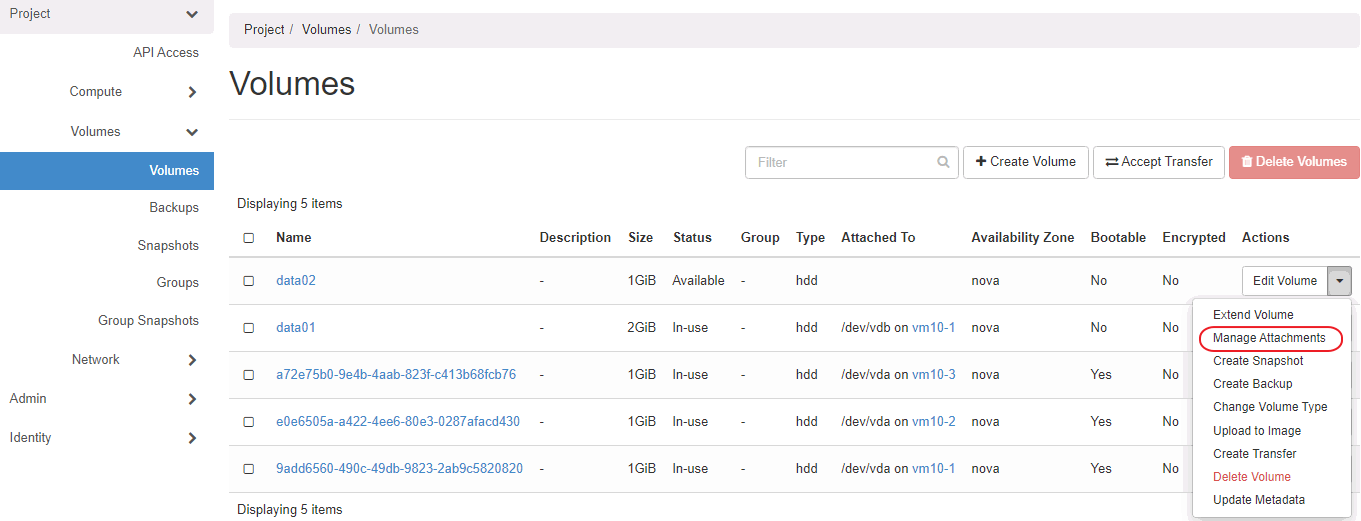 Project
API Access
Compute
Volumes
Volumes
Backups
Snapshots
Groups
Group Snapshots
Network
Admin
Identity
Project / Volumes / Volumes
Volumes
Filter Create Volume Accept Transfer Delete Volumes
Displaying 5 items
Name Description Size Status Group Type Attached To Availability Zone Bootable Encrypted Actions
data02 - 1GiB Available - hdd nova No No Edit Volume
data01 - 2GiB In-use - hdd /dev/vdb on vm10-1 nova No No
a72e75b0-9e4b-4aab-823f-c413b68fcb76 - 1GiB In-use - hdd /dev/vda on vm10-3 nova Yes No
e0e6505a-a422-4ee6-80e3-0287afacd430 - 1GiB In-use - hdd /dev/vda on vm10-2 nova Yes No
9add6560-490c-49db-9823-2ab9c5820820 - 1GiB In-use - hdd /dev/vda on vm10-1 nova Yes No
Displaying 5 items
Extend Volume
Manage Attachments
Create Snapshot
Create Backup
Change Volume Type
Upload to Image
Create Transfer
Delete Volume
Update Metadata